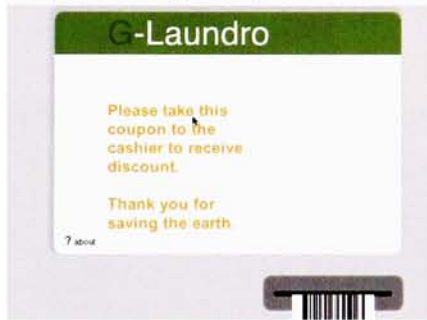 G-Laundro
Please take this
coupon to the
cashier to receive
discount.
Thank you for
saving the earth
? about